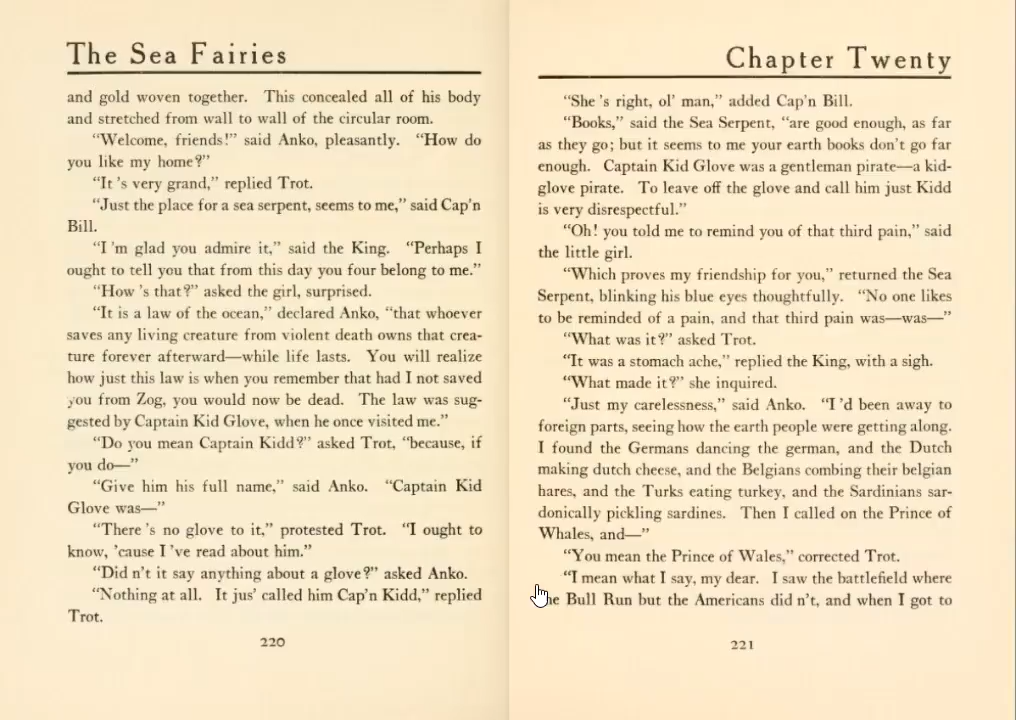 The Sea Fairies
and gold woven together. This concealed all of his body
and stretched from wall to wall of the circular room.
“Welcome, friends!” said Anko, pleasantly. “How do
you like my home?”
“It 's very grand,” replied Trot.
“Just the place for a sea serpent, seems to me,” said Cap'n
Bill.
“I 'm glad you admire it,” said the King. “Perhaps I
ought to tell you that from this day you four belong to me.”
“How 's that?” asked the girl, surprised.
“It is a law of the ocean,” declared Anko, “that whoever
saves any living creature from violent death owns that crea-
ture forever afterward—while life lasts. You will realize
how just this law is when you remember that had I not saved
you from Zog, you would now be dead. The law was sug-
gested by Captain Kid Glove, when he once visited me.”
“Do you mean Captain Kidd?” asked Trot, “because, if
you do—”
“Give him his full name,” said Anko. “Captain Kid
Glove was—”
“There 's no glove to it,” protested Trot. “I ought to
know, 'cause I 've read about him.”
“Did n't it say anything about a glove?” asked Anko.
“Nothing at all. It jus' called him Cap'n Kidd,” replied
Trot.
220
Chapter Twenty
“She 's right, ol' man,” added Cap'n Bill.
“Books,” said the Sea Serpent, “are good enough, as far
as they go; but it seems to me your earth books don't go far
enough. Captain Kid Glove was a gentleman pirate—a kid-
glove pirate. To leave off the glove and call him just Kidd
is very disrespectful.”
“Oh! you told me to remind you of that third pain,” said
the little girl.
“Which proves my friendship for you,” returned the Sea
Serpent, blinking his blue eyes thoughtfully. “No one likes
to be reminded of a pain, and that third pain was—was—”
“What was it?” asked Trot.
“It was a stomach ache,” replied the King, with a sigh.
“What made it?” she inquired.
“Just my carelessness,” said Anko. “I 'd been away to
foreign parts, seeing how the earth people were getting along.
I found the Germans dancing the german, and the Dutch
making dutch cheese, and the Belgians combing their belgian
hares, and the Turks eating turkey, and the Sardinians sar-
donically pickling sardines. Then I called on the Prince of
Whales, and—”
“You mean the Prince of Wales,” corrected Trot.
“I mean what I say, my dear. I saw the battlefield where
Bull Run but the Americans did n't, and when I got to
221